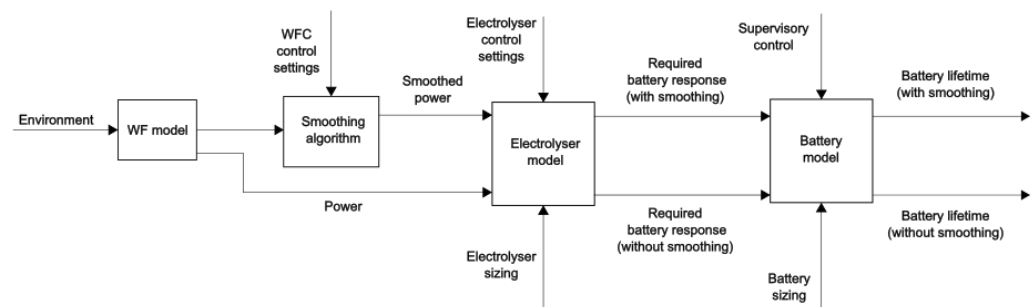 WFC
control
settings
Electrolyser
control
settings
Supervisory
control
Smoothed
power
Required
battery response
(with smoothing)
Battery lifetime
(with smoothing)
Environment
WF model
Smoothing
algorithm
Electrolyser
model
Battery
model
Power
Required
battery response
(without smoothing)
Battery lifetime
(without smoothing)
Electrolyser
sizing
Battery
sizing